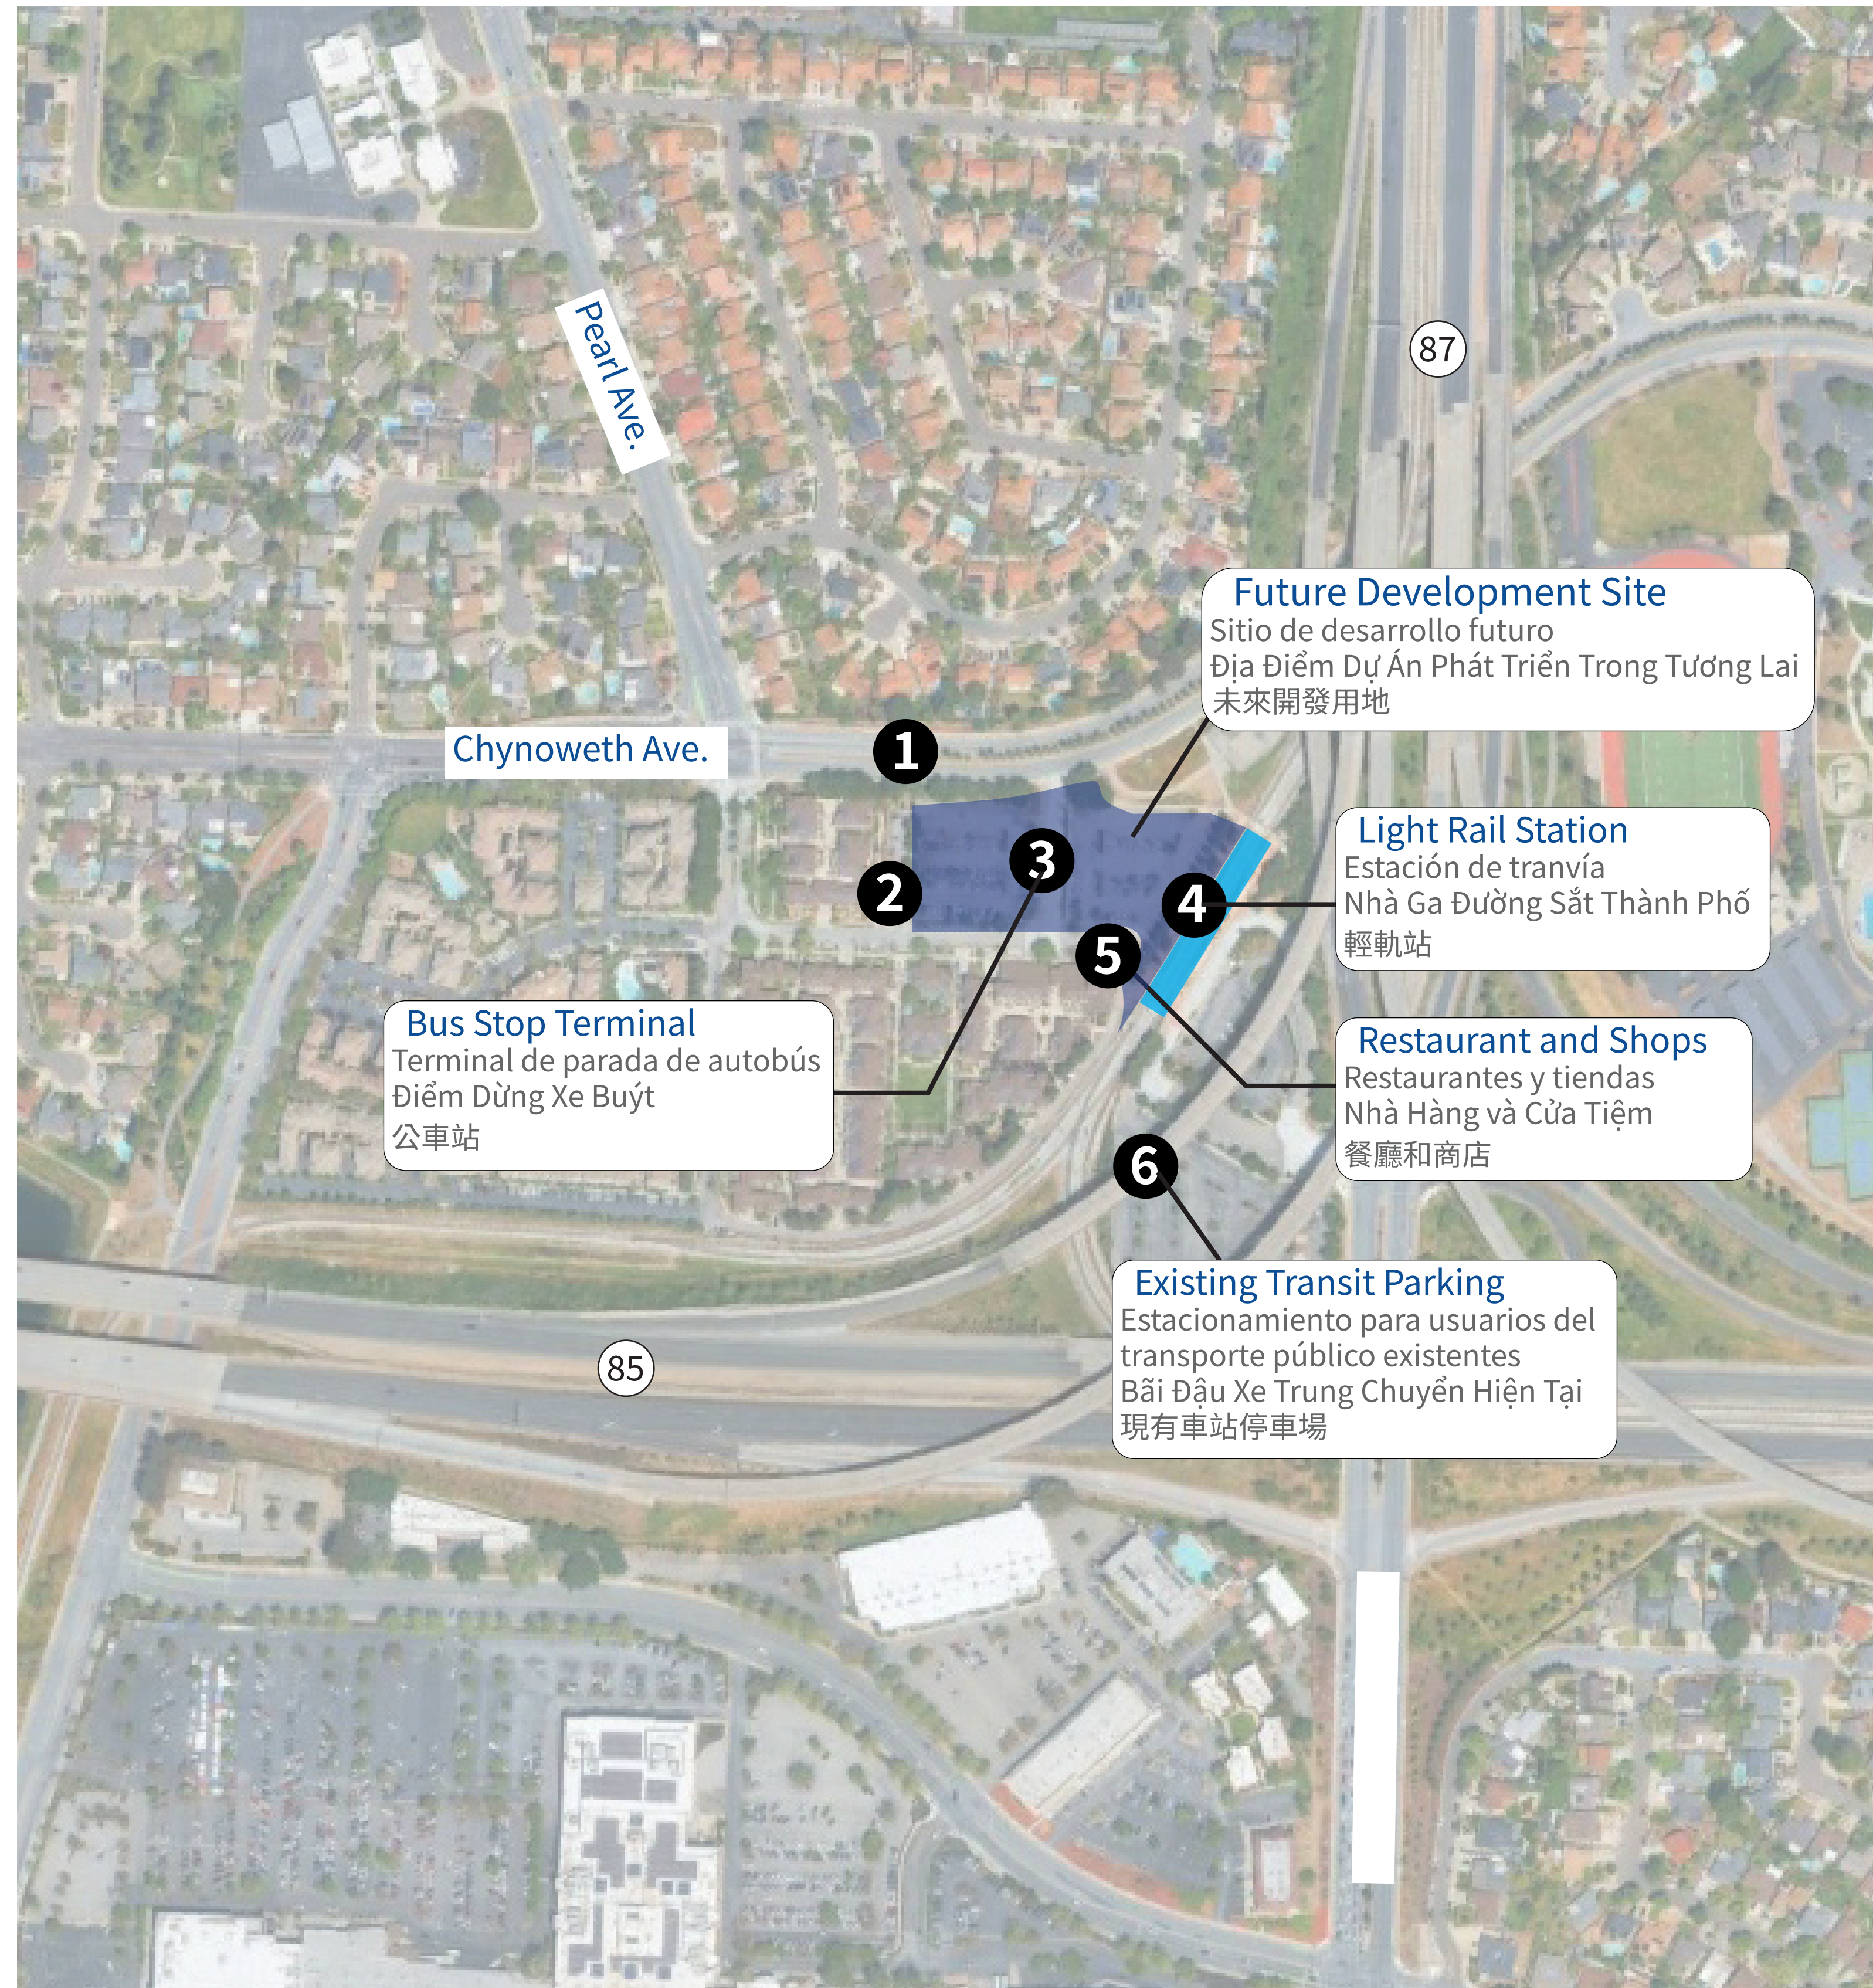 Pearl Ave.
87
Future Development Site
Sitio de desarrollo futuro
Địa Điểm Dự Án Phát Triển Trong Tương Lai
未來開發用地
Chynoweth Ave.
1
2
3
4
5
6
Light Rail Station
Estación de tranvía
Nhà Ga Đường Sắt Thành Phố
輕軌站
Bus Stop Terminal
Terminal de parada de autobús
Điểm Dừng Xe Buýt
公車站
Restaurant and Shops
Restaurantes y tiendas
Nhà Hàng và Cửa Tiệm
餐廳和商店
Existing Transit Parking
Estacionamiento para usuarios del
transporte público existentes
Bãi Đậu Xe Trung Chuyển Hiện Tại
現有車站停車場
85